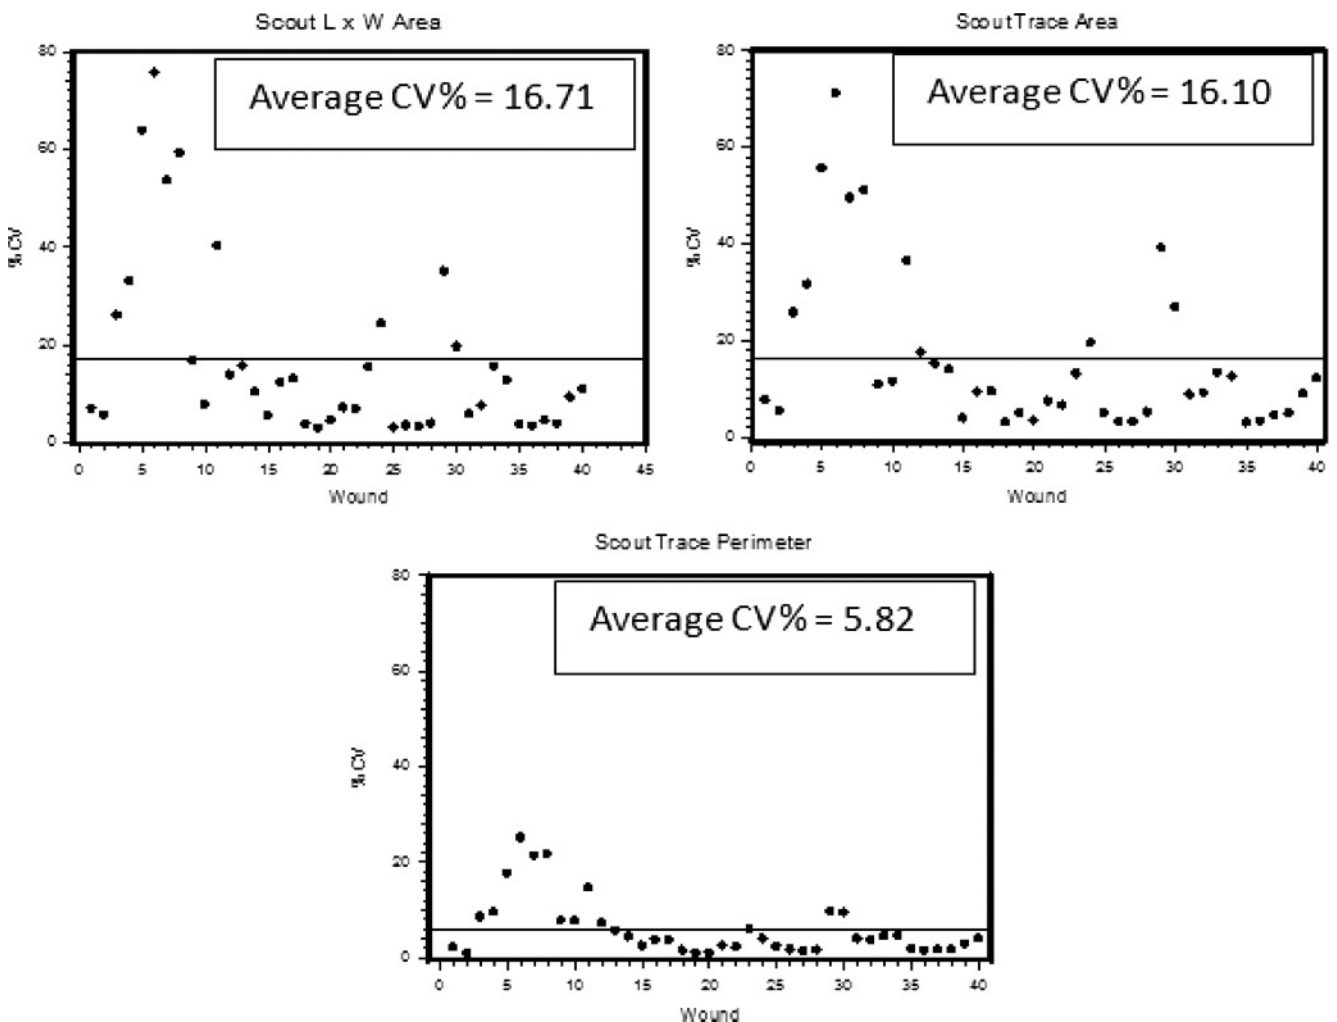 Scout L x W Area
80
60
40
20
0
% CV
Average CV% = 16.71
0 5 10 15 20 25 30 35 40 45
Wound
Scout Trace Area
80
60
40
20
0
% CV
Average CV% = 16.10
0 5 10 15 20 25 30 35 40
Wound
Scout Trace Perimeter
80
60
40
20
0
% CV
Average CV% = 5.82
0 5 10 15 20 25 30 35 40
Wound